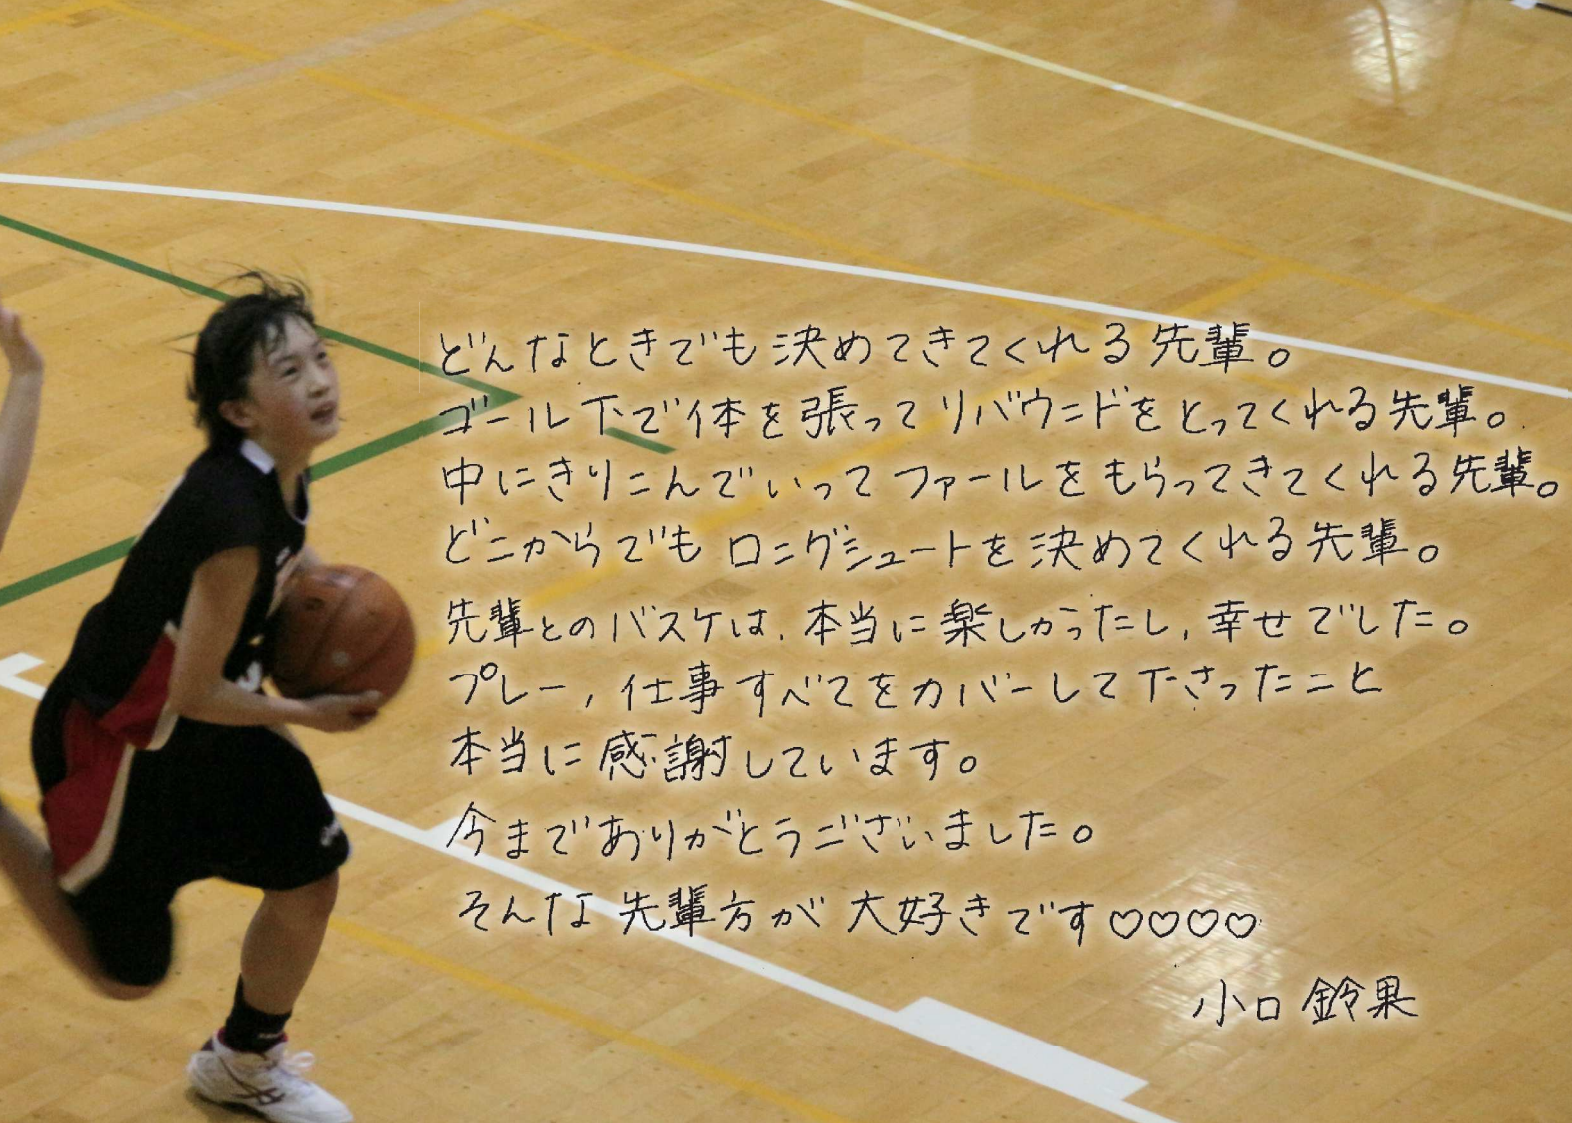 どんなときでも決めてきてくれる先輩。
ゴール下で体を張ってリバウンドをとってくれる先輩。
中にきりこんでいってファールをもらってきてくれる先輩。
どこからでもロングシュートを決めてくれる先輩。
先輩とのバスケは、本当に楽しかったし、幸せでした。
プレー、仕事すべてをカバーして下さったこと
本当に感謝しています。
今までありがとうございました。
そんな先輩方が大好きです♡♡♡♡
小口 鈴果